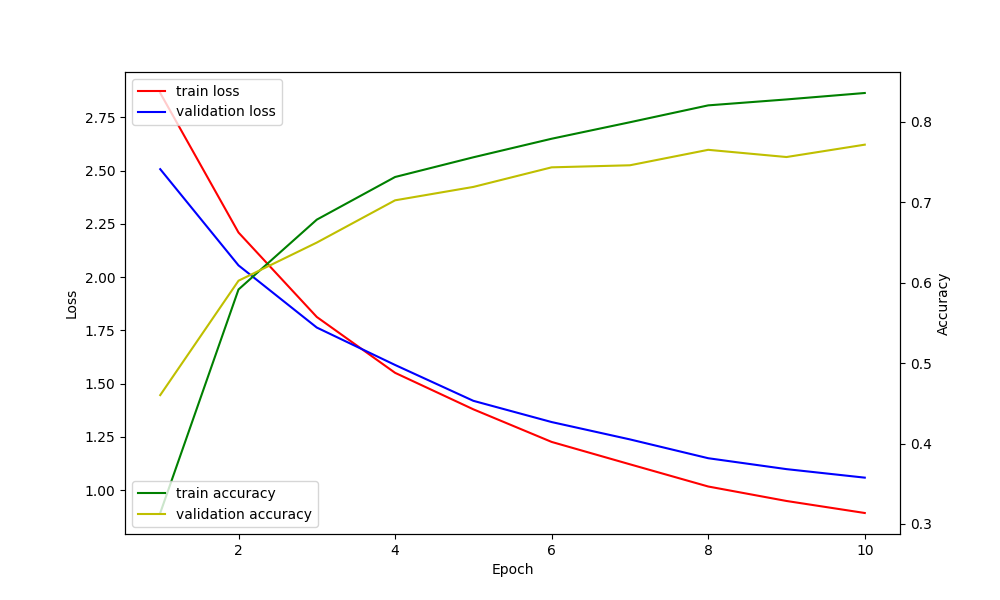 train loss
validation loss
2.75
2.50
2.25
2.00
1.75
1.50
1.25
1.00
Loss
0.8
0.7
0.6
0.5
0.4
0.3
Accuracy
train accuracy
validation accuracy
2
4
6
8
10
Epoch